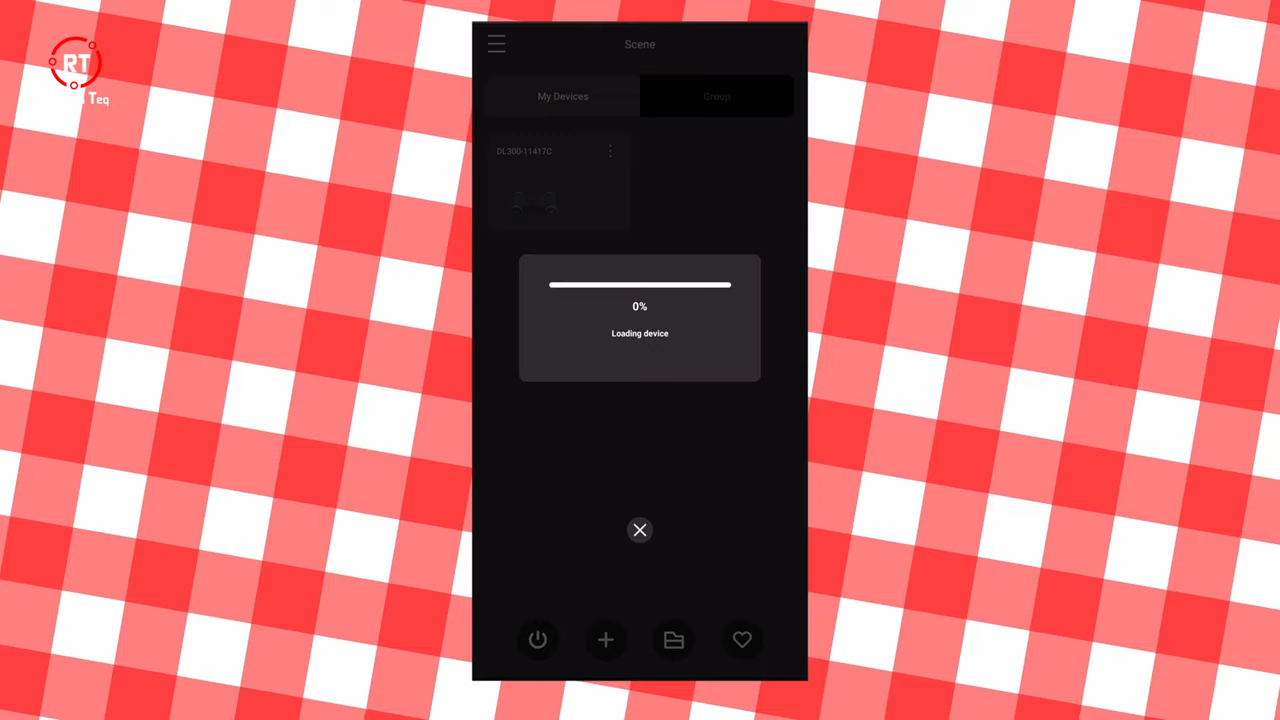 RT
Teq
Scene
My Devices
Group
DL300-11417C
0%
Loading device